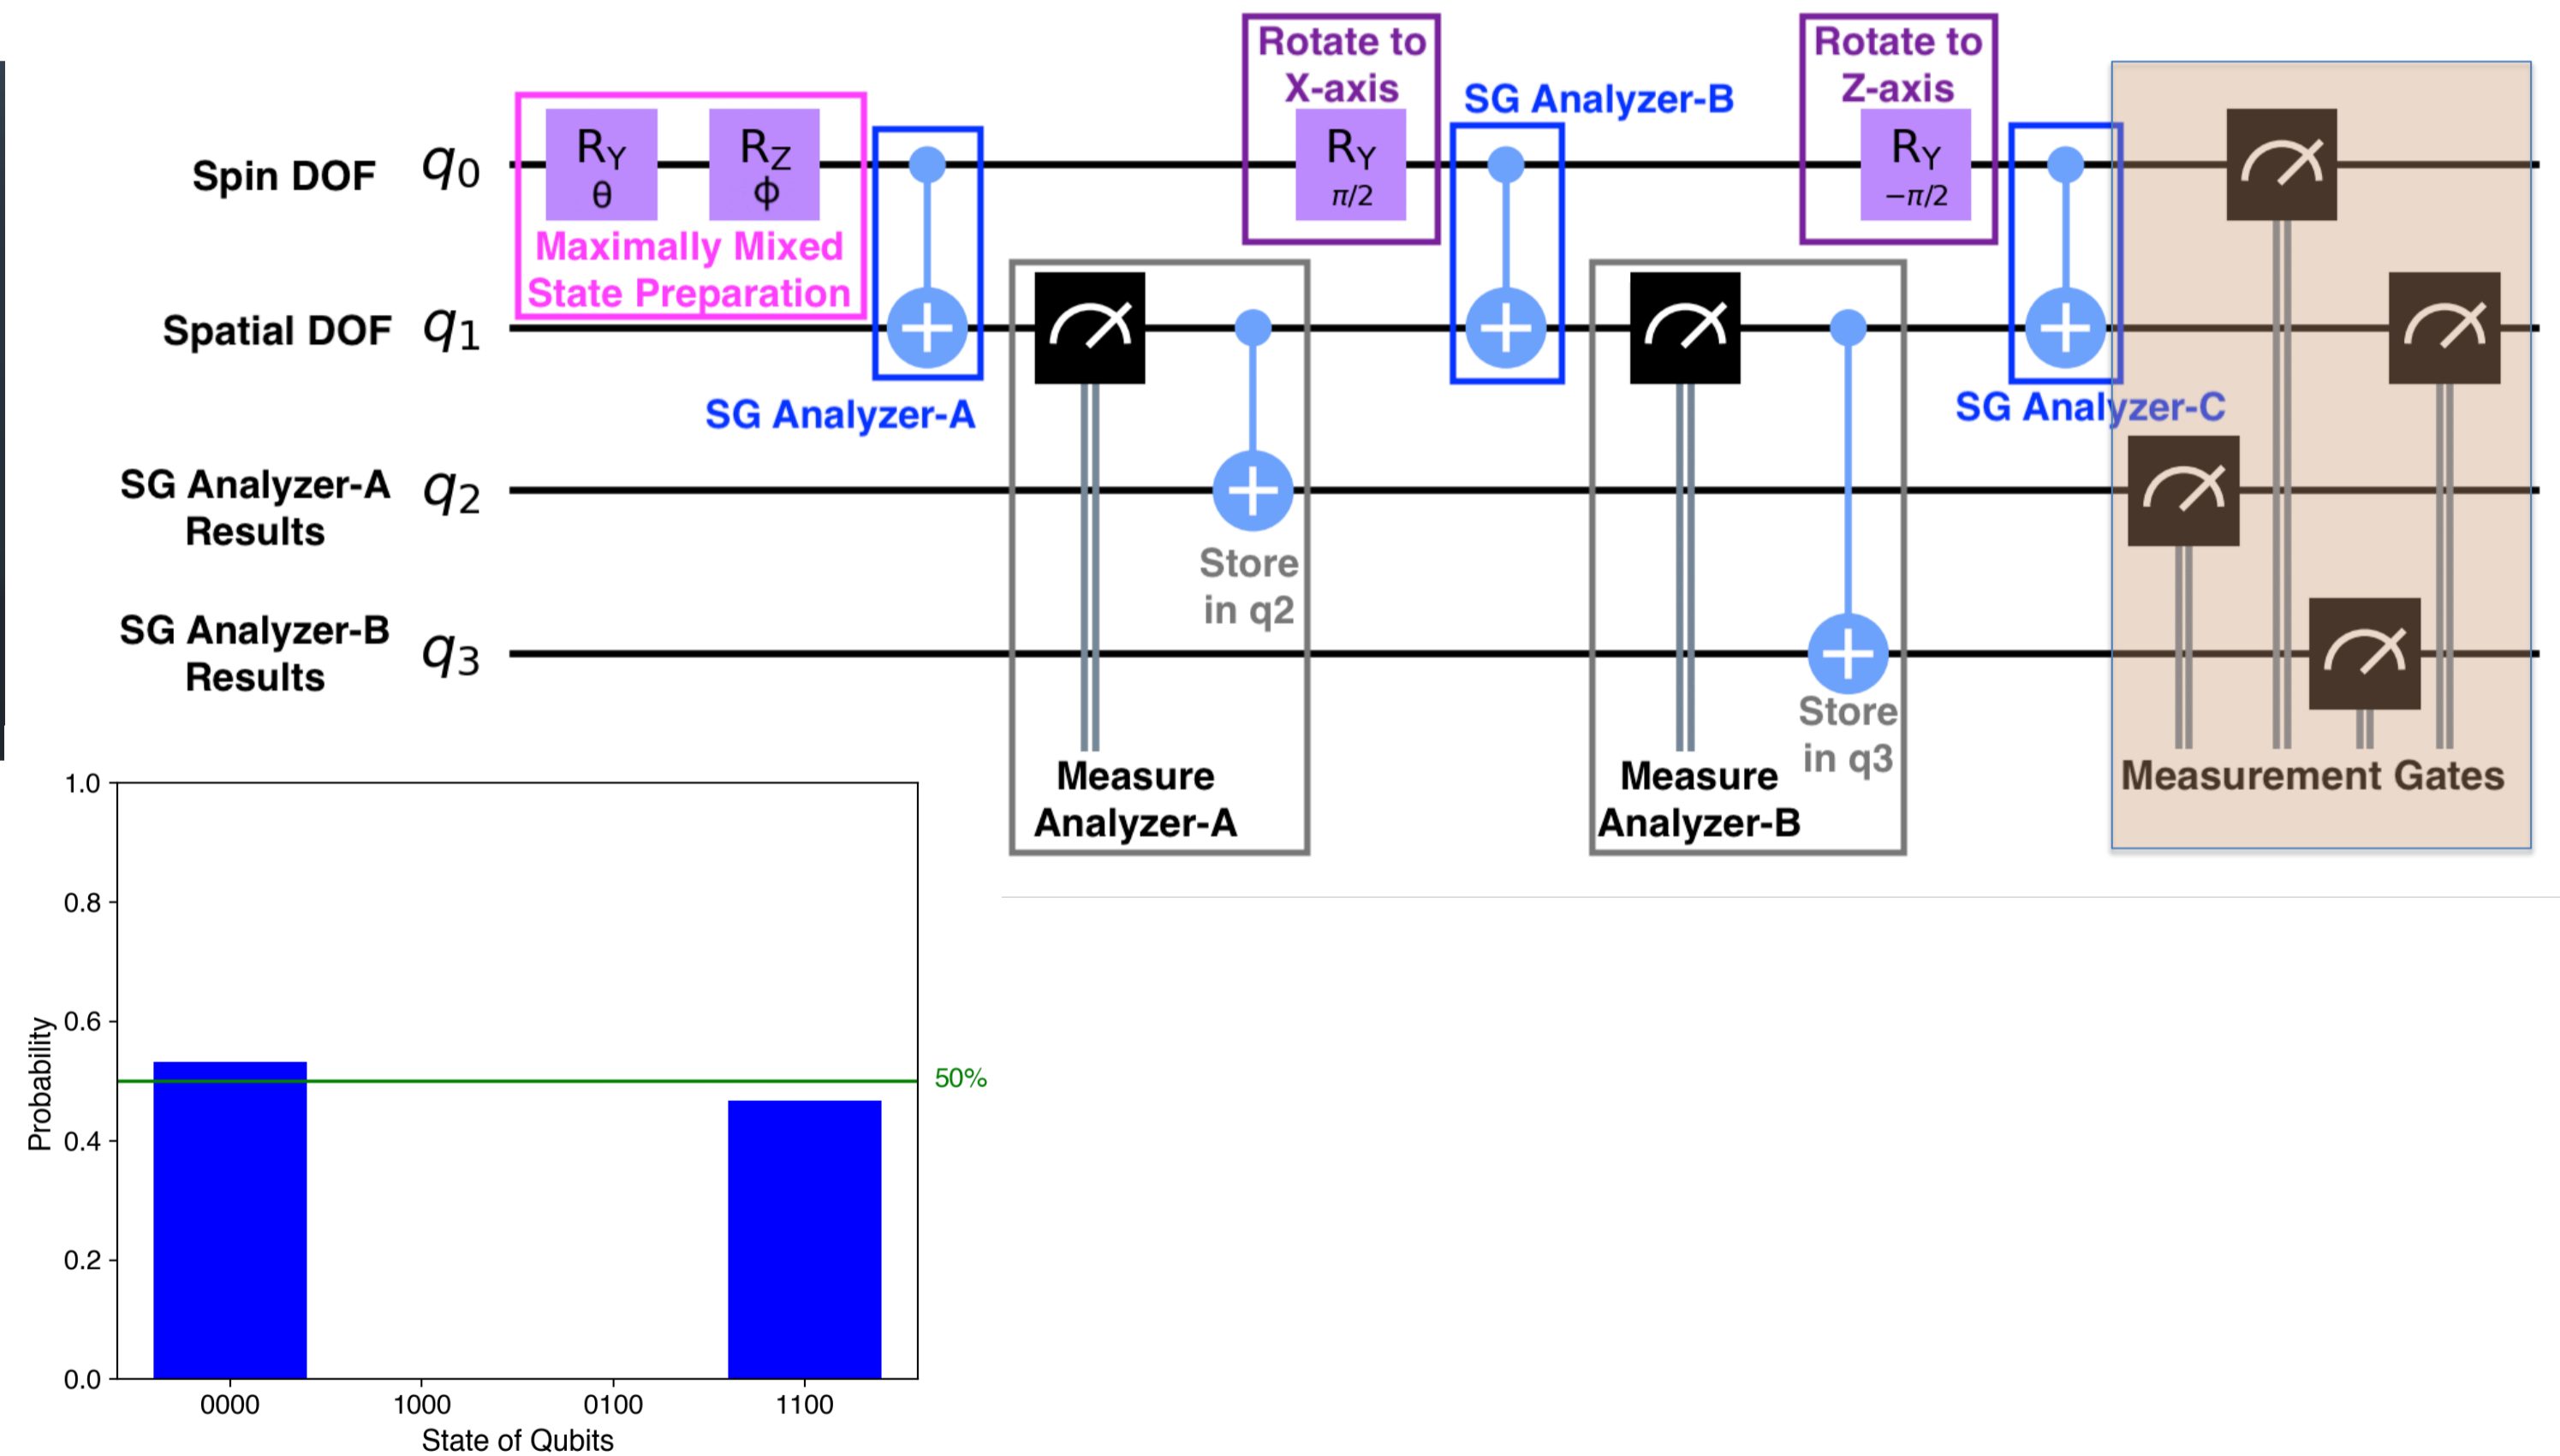 Rotate to
X-axis
Rotate to
Z-axis
SG Analyzer-B
Spin DOF q0
RY
θ
RZ
ϕ
RY
π/2
RY
−π/2
Maximally Mixed
State Preparation
Spatial DOF q1
SG Analyzer-A
SG Analyzer-C
SG Analyzer-A
Results
q2
Store
in q2
SG Analyzer-B
Results
q3
Store
in q3
Measure
Analyzer-A
Measure
Analyzer-B
Measurement Gates
1.0
0.8
0.6
0.4
0.2
0.0
Probability
50%
0000 1000 0100 1100
State of Qubits